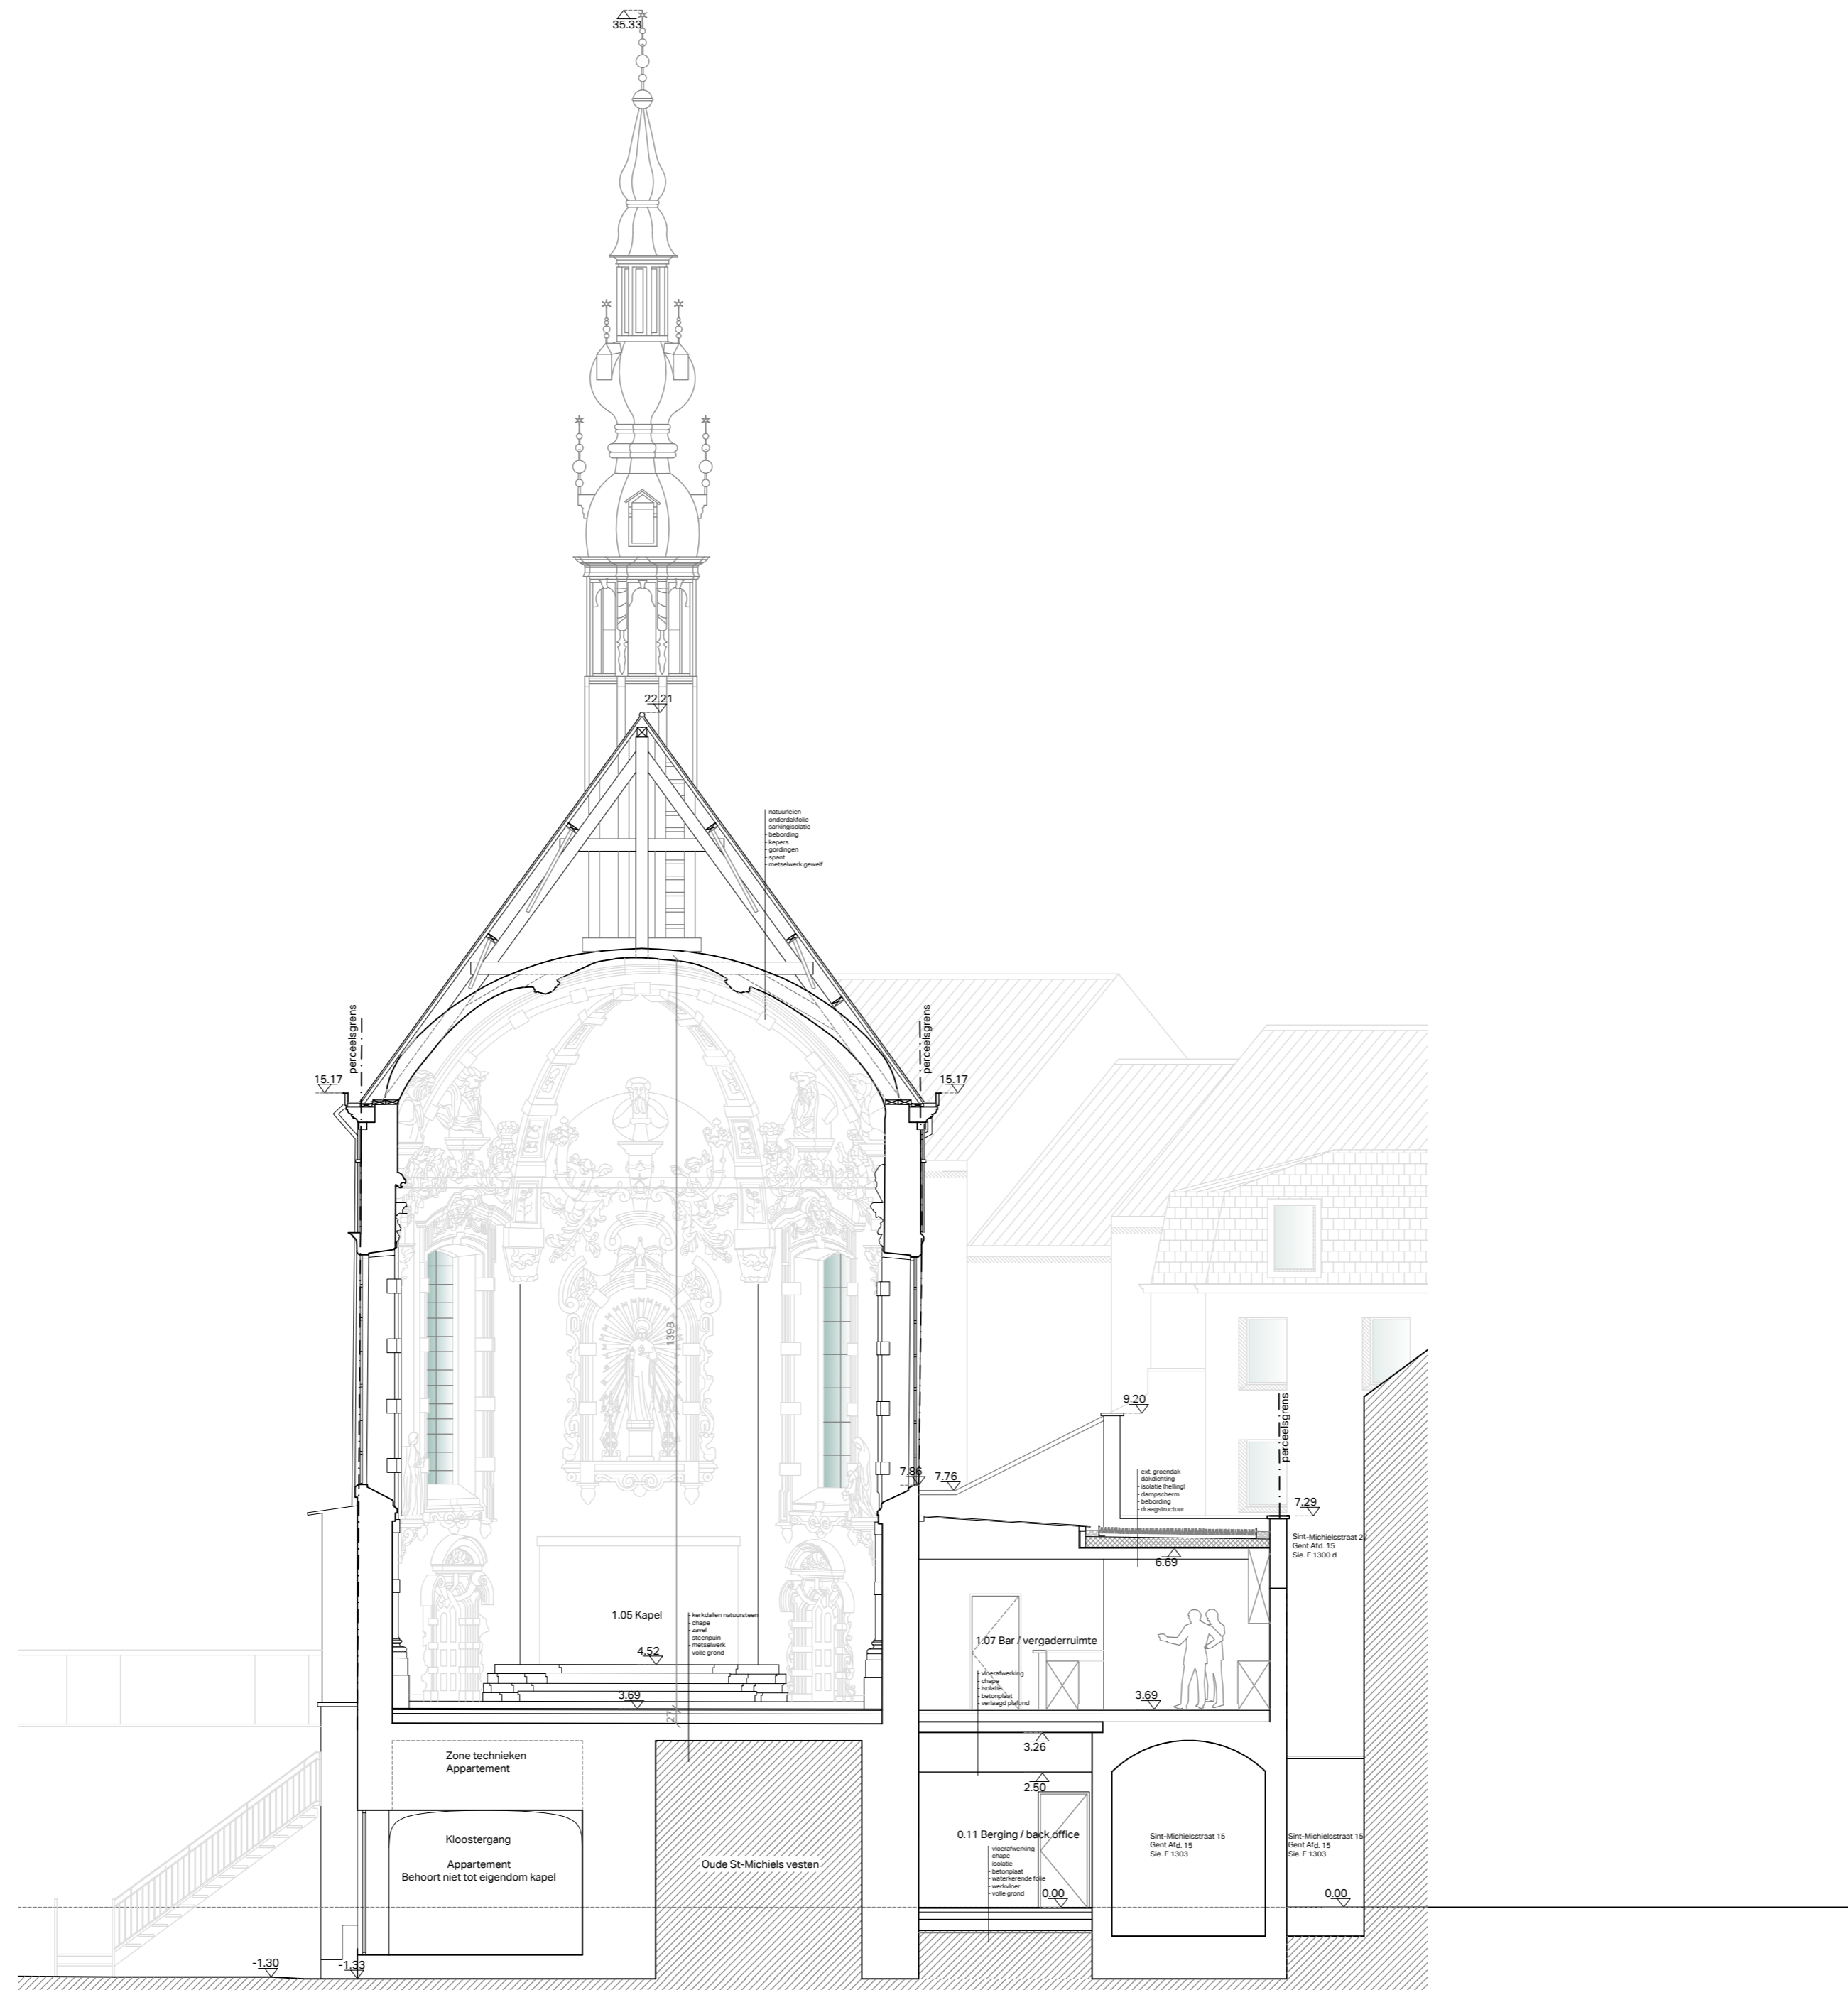 35.33
22.21
- natuurleien
- onderdakfolie
- sarkingisolatie
- bebording
- kepers
- gordingen
- spant
- metselwerk gewelf
perceelsgrens
perceelsgrens
15.17
15.17
1398
9.20
perceelsgrens
7.86
7.76
- ext. groendak
- dakdichting
- isolatie (helling)
- dampscherm
- bebording
- draagstructuur
7.29
Sint-Michielsstraat 2
Gent Afd. 15
Sie. F 1300 d
6.69
1.05 Kapel
- kerkdallen natuursteen
- chape
- zavel
- steenpuin
- metselwerk
- volle grond
4.52
1.07 Bar / vergaderruimte
- vloerafwerking
- chape
- isolatie
- betonplaat
- verlaagd plafond
3.69
3.69
27
3.26
Zone technieken
Appartement
2.50
Kloostergang
Appartement
Behoort niet tot eigendom kapel
Oude St-Michiels vesten
0.11 Berging / back office
- vloerafwerking
- chape
- isolatie
- betonplaat
- waterkerende folie
- werkvloer
- volle grond
Sint-Michielsstraat 15
Gent Afd. 15
Sie. F 1303
Sint-Michielsstraat 15
Gent Afd. 15
Sie. F 1303
0.00
0.00
-1.30
-1.33